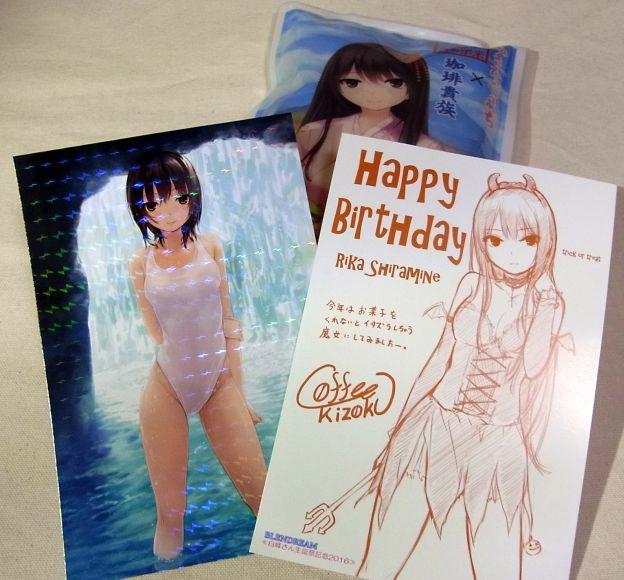 珈琲貴族
×
Happy
Birthday
Rika Shiramine
trick or treat
今年はお菓子を
くれないとイタズラしちゃう
魔女にしてみましたー。
Coffee
Kizoku
BLENDREAM
≪白峰さん生誕祭記念2016≫